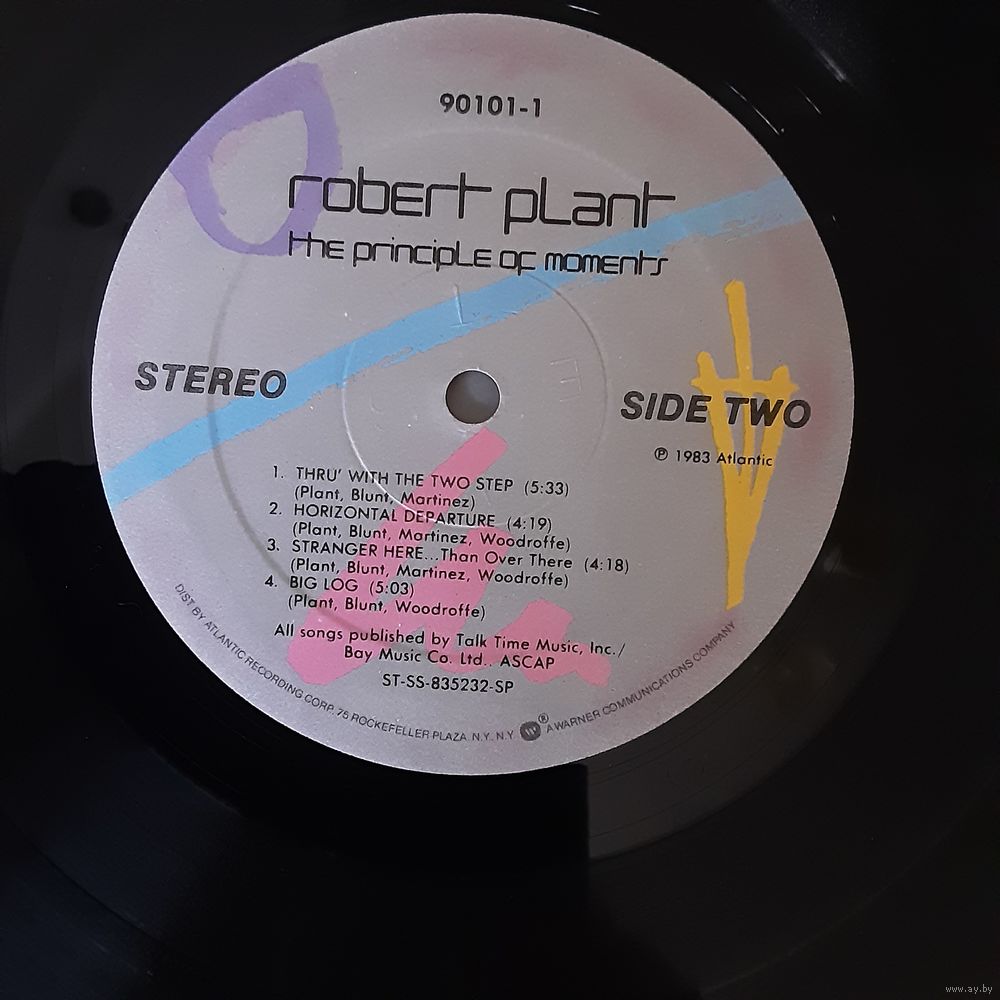 90101-1
robert plant
the principle of moments
STEREO
SIDE TWO
℗ 1983 Atlantic
1. THRU' WITH THE TWO STEP (5:33)
(Plant, Blunt, Martinez)
2. HORIZONTAL DEPARTURE (4:19)
(Plant, Blunt, Martinez, Woodroffe)
3. STRANGER HERE...Than Over There (4:18)
(Plant, Blunt, Martinez, Woodroffe)
4. BIG LOG (5:03)
(Plant, Blunt, Woodroffe)
All songs published by Talk Time Music, Inc./
Bay Music Co. Ltd.. ASCAP
ST-SS-835232-SP
DIST BY ATLANTIC RECORDING CORP. 75 ROCKEFELLER PLAZA N.Y. N.Y. ® A WARNER COMMUNICATIONS COMPANY
www.ay.by